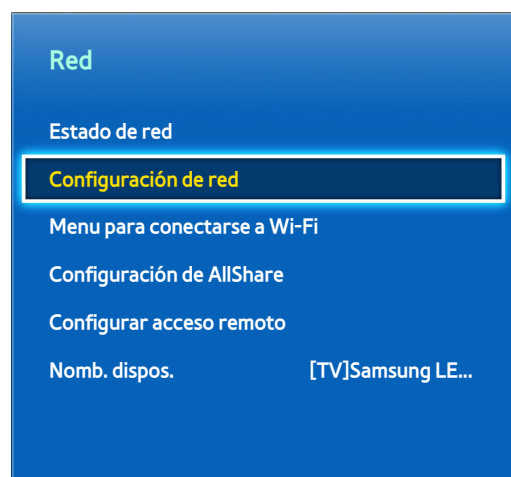 Red
Estado de red
Configuración de red
Menu para conectarse a Wi-Fi
Configuración de AllShare
Configurar acceso remoto
Nomb. dispos. [TV]Samsung LE...